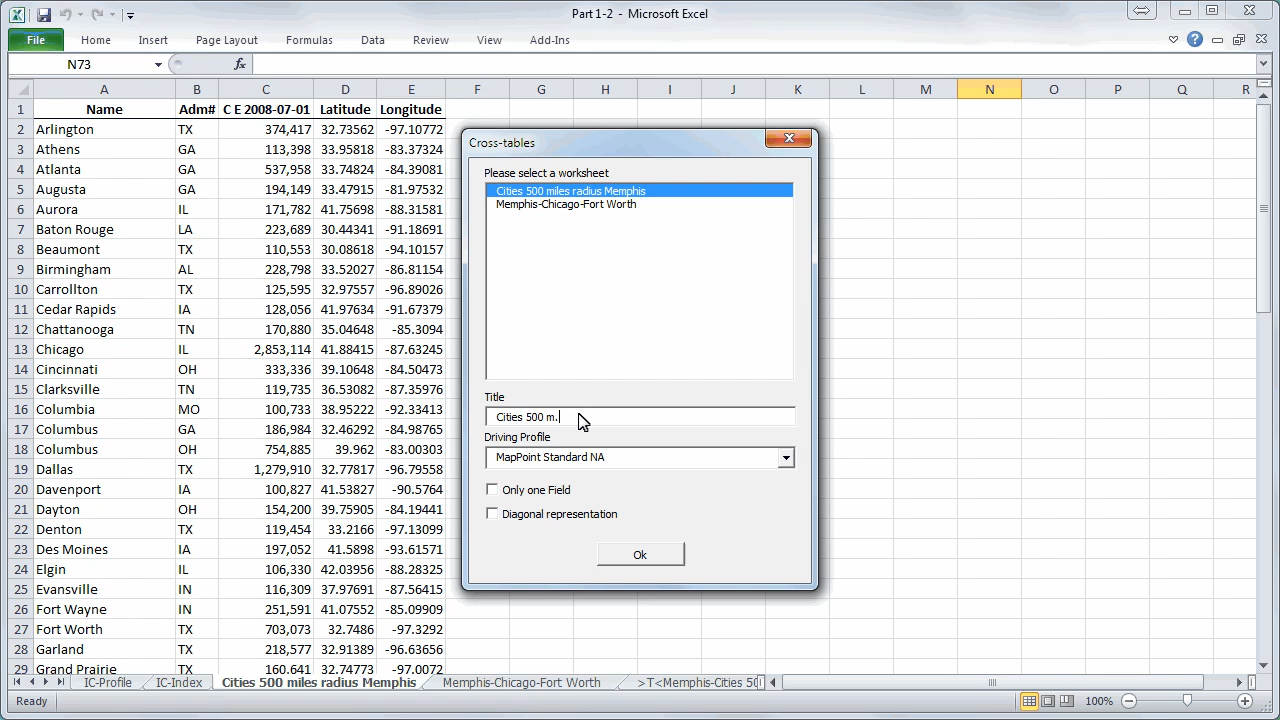 Part 1-2 - Microsoft Excel
File Home Insert Page Layout Formulas Data Review View Add-Ins
N73 fx
A B C D E F G H I J K L M N O P Q R
1 Name Adm# C E 2008-07-01 Latitude Longitude
2 Arlington TX 374,417 32.73562 -97.10772
3 Athens GA 113,398 33.95818 -83.37324
4 Atlanta GA 537,958 33.74824 -84.39081
5 Augusta GA 194,149 33.47915 -81.97532
6 Aurora IL 171,782 41.75698 -88.31581
7 Baton Rouge LA 223,689 30.44341 -91.18691
8 Beaumont TX 110,553 30.08618 -94.10157
9 Birmingham AL 228,798 33.52027 -86.81154
10 Carrollton TX 125,595 32.97557 -96.89026
11 Cedar Rapids IA 128,056 41.97634 -91.67379
12 Chattanooga TN 170,880 35.04648 -85.3094
13 Chicago IL 2,853,114 41.88415 -87.63245
14 Cincinnati OH 333,336 39.10648 -84.50473
15 Clarksville TN 119,735 36.53082 -87.35976
16 Columbia MO 100,733 38.95222 -92.33413
17 Columbus GA 186,984 32.46292 -84.98765
18 Columbus OH 754,885 39.962 -83.00303
19 Dallas TX 1,279,910 32.77817 -96.79558
20 Davenport IA 100,827 41.53827 -90.5764
21 Dayton OH 154,200 39.75905 -84.19441
22 Denton TX 119,454 33.2166 -97.13099
23 Des Moines IA 197,052 41.5898 -93.61571
24 Elgin IL 106,330 42.03956 -88.28325
25 Evansville IN 116,309 37.97691 -87.56415
26 Fort Wayne IN 251,591 41.07552 -85.09909
27 Fort Worth TX 703,073 32.7486 -97.3292
28 Garland TX 218,577 32.91389 -96.63656
29 Grand Prairie TX 160,641 32.74773 -97.0072
Cross-tables
Please select a worksheet
Cities 500 miles radius Memphis
Memphis-Chicago-Fort Worth
Title
Cities 500 m.
Driving Profile
MapPoint Standard NA
Only one Field
Diagonal representation
Ok
IC-Profile IC-Index Cities 500 miles radius Memphis Memphis-Chicago-Fort Worth >T<Memphis-Cities 50
Ready 100%